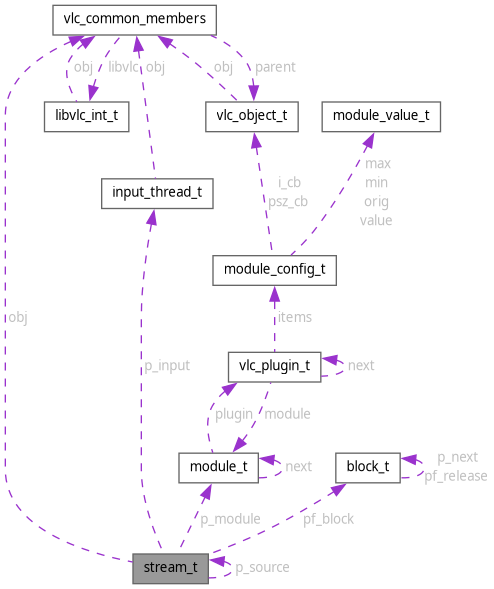 vlc_common_members
obj
libvlc
obj
obj
parent
libvlc_int_t
vlc_object_t
module_value_t
i_cb
psz_cb
max
min
orig
value
input_thread_t
module_config_t
obj
p_input
items
vlc_plugin_t
next
plugin
module
module_t
next
block_t
p_next
pf_release
p_module
pf_block
stream_t
p_source